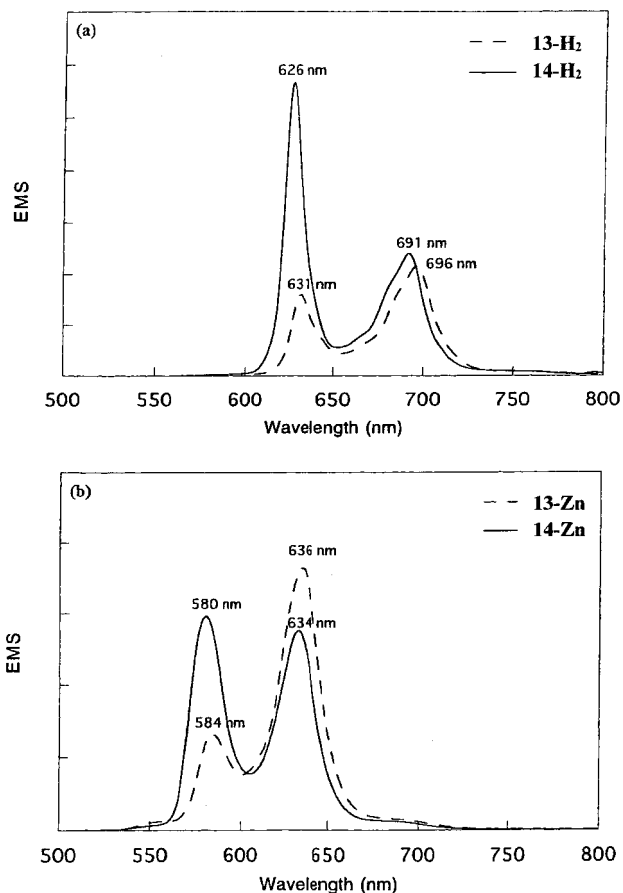 (a)
13-H₂
14-H₂
626 nm
691 nm
696 nm
631 nm
EMS
500 550 600 650 700 750 800
Wavelength (nm)
(b)
13-Zn
14-Zn
636 nm
580 nm
634 nm
584 nm
EMS
500 550 600 650 700 750 800
Wavelength (nm)